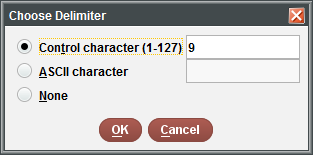 Choose Delimiter
Control character (1-127) 9
ASCII character
None
OK Cancel